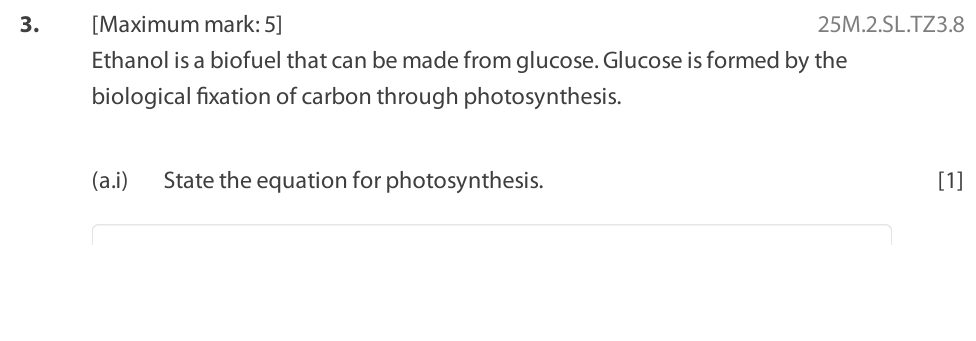 3. [Maximum mark: 5] 25M.2.SL.TZ3.8
Ethanol is a biofuel that can be made from glucose. Glucose is formed by the
biological fixation of carbon through photosynthesis.
(a.i) State the equation for photosynthesis. [1]